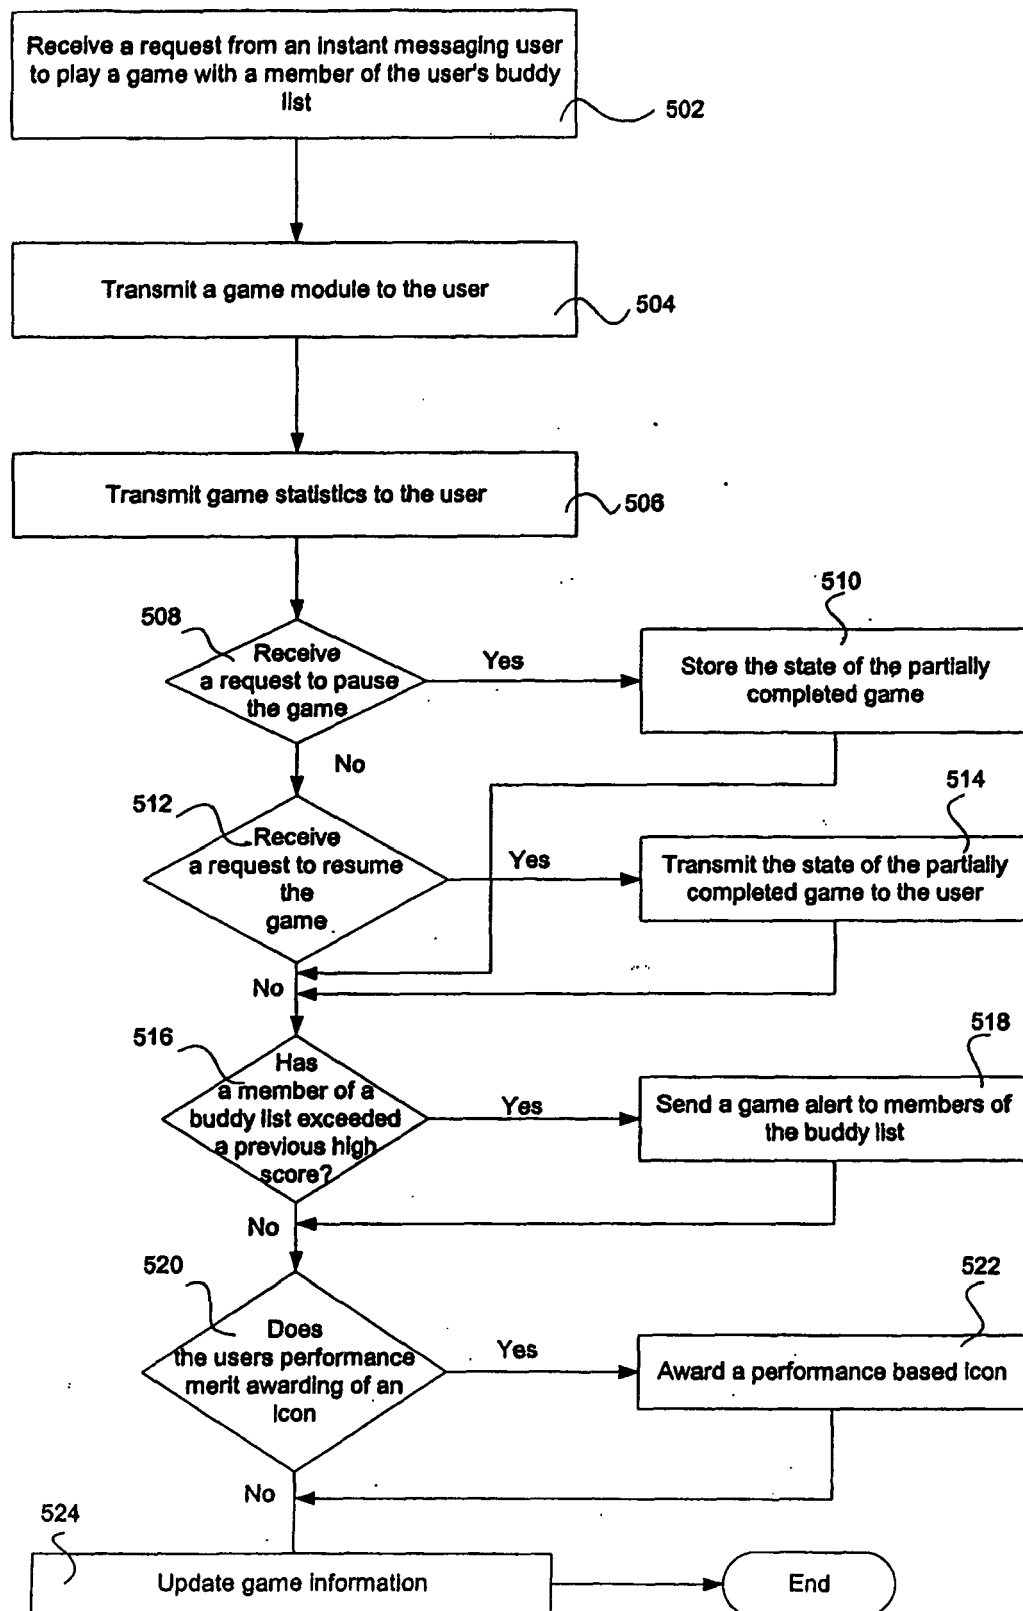 Receive a request from an instant messaging user
to play a game with a member of the user's buddy
list
502
Transmit a game module to the user
504
Transmit game statistics to the user
506
508
Receive
a request to pause
the game
Yes
510
Store the state of the partially
completed game
No
512
Receive
a request to resume
the
game
Yes
514
Transmit the state of the partially
completed game to the user
No
516
Has
a member of a
buddy list exceeded
a previous high
score?
Yes
518
Send a game alert to members of
the buddy list
No
520
Does
the users performance
merit awarding of an
icon
Yes
522
Award a performance based icon
No
524
Update game information
End